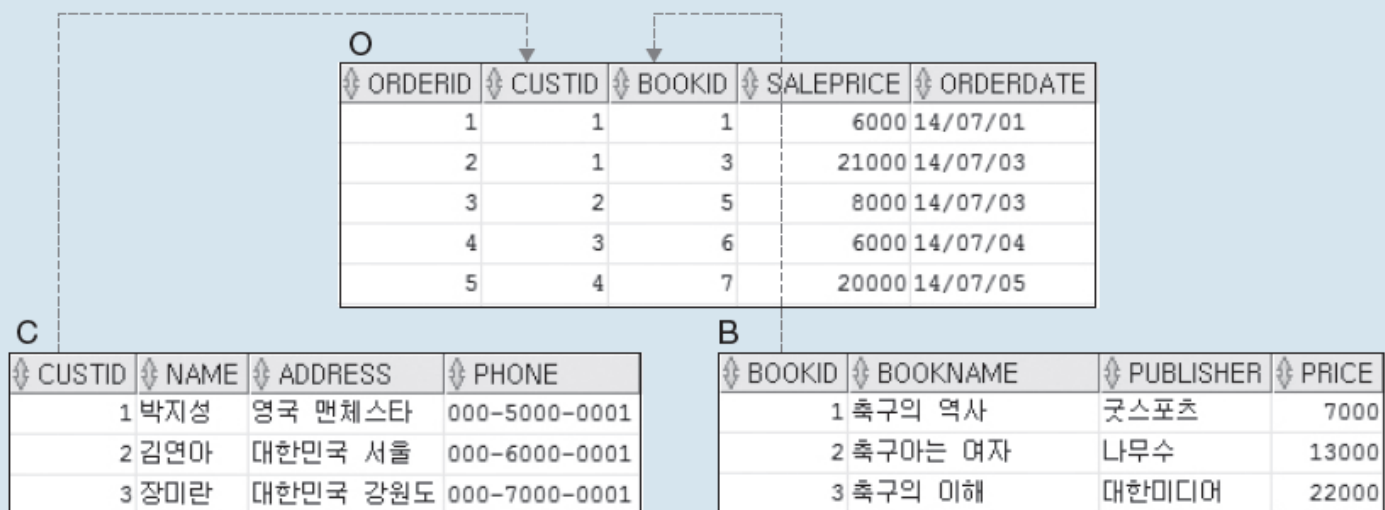 O
ORDERID CUSTID BOOKID SALEPRICE ORDERDATE
1 1 1 6000 14/07/01
2 1 3 21000 14/07/03
3 2 5 8000 14/07/03
4 3 6 6000 14/07/04
5 4 7 20000 14/07/05
C
CUSTID NAME ADDRESS PHONE
1 박지성 영국 맨체스타 000-5000-0001
2 김연아 대한민국 서울 000-6000-0001
3 장미란 대한민국 강원도 000-7000-0001
B
BOOKID BOOKNAME PUBLISHER PRICE
1 축구의 역사 굿스포츠 7000
2 축구아는 여자 나무수 13000
3 축구의 이해 대한미디어 22000